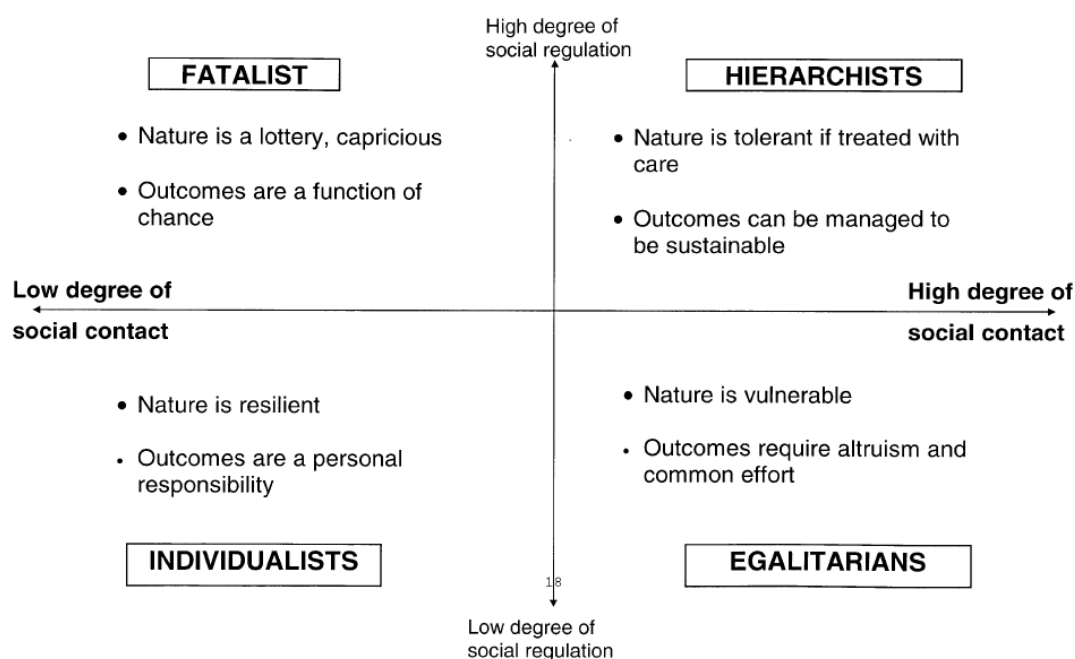 High degree of
social regulation
FATALIST
HIERARCHISTS
• Nature is a lottery, capricious
• Outcomes are a function of
chance
• Nature is tolerant if treated with
care
• Outcomes can be managed to
be sustainable
Low degree of
social contact
High degree of
social contact
• Nature is resilient
• Outcomes are a personal
responsibility
• Nature is vulnerable
• Outcomes require altruism and
common effort
INDIVIDUALISTS
EGALITARIANS
18
Low degree of
social regulation